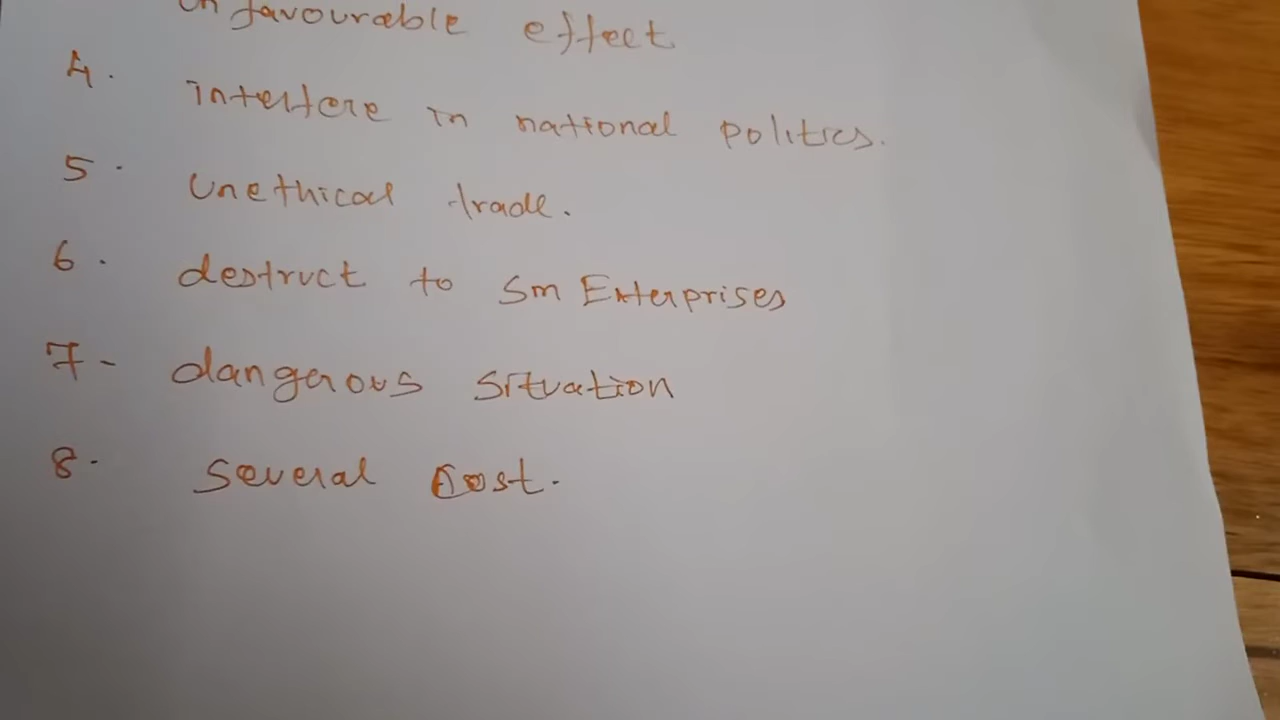 unfavourable effect
4. interfere in national politics.
5. unethical trade.
6. destruct to Sm Enterprises
7- dangerous situation
8. several cost.